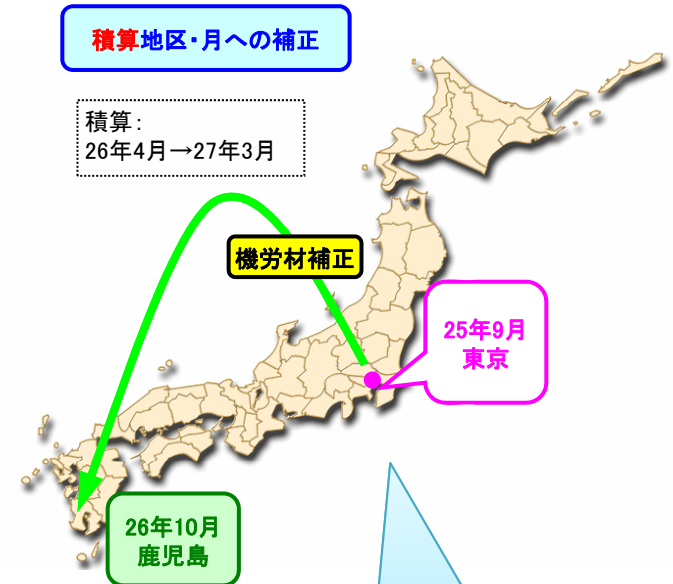 積算地区・月への補正
積算：
26年4月→27年3月
機労材補正
25年9月
東京
26年10月
鹿児島